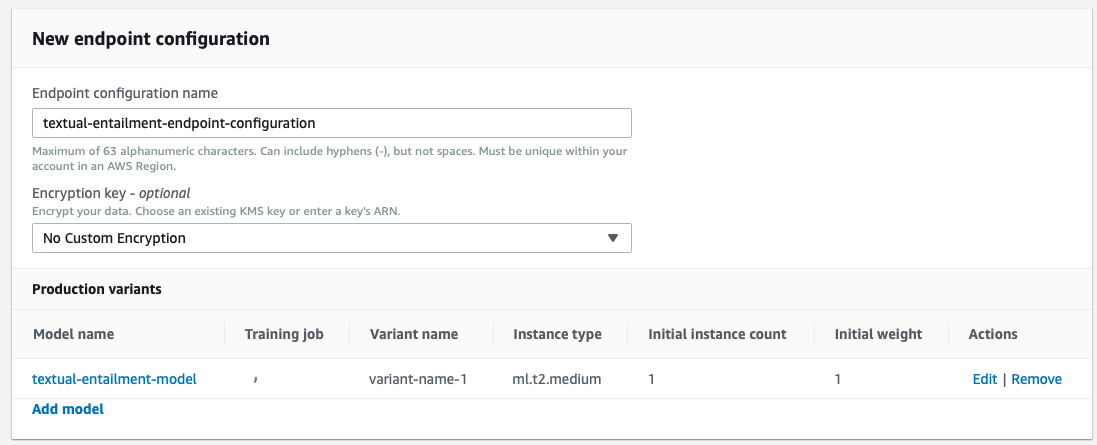 New endpoint configuration
Endpoint configuration name
textual-entailment-endpoint-configuration
Maximum of 63 alphanumeric characters. Can include hyphens (-), but not spaces. Must be unique within your
account in an AWS Region.
Encryption key - optional
Encrypt your data. Choose an existing KMS key or enter a key's ARN.
No Custom Encryption
Production variants
Model name Training job Variant name Instance type Initial instance count Initial weight Actions
textual-entailment-model variant-name-1 ml.t2.medium 1 1 Edit | Remove
Add model